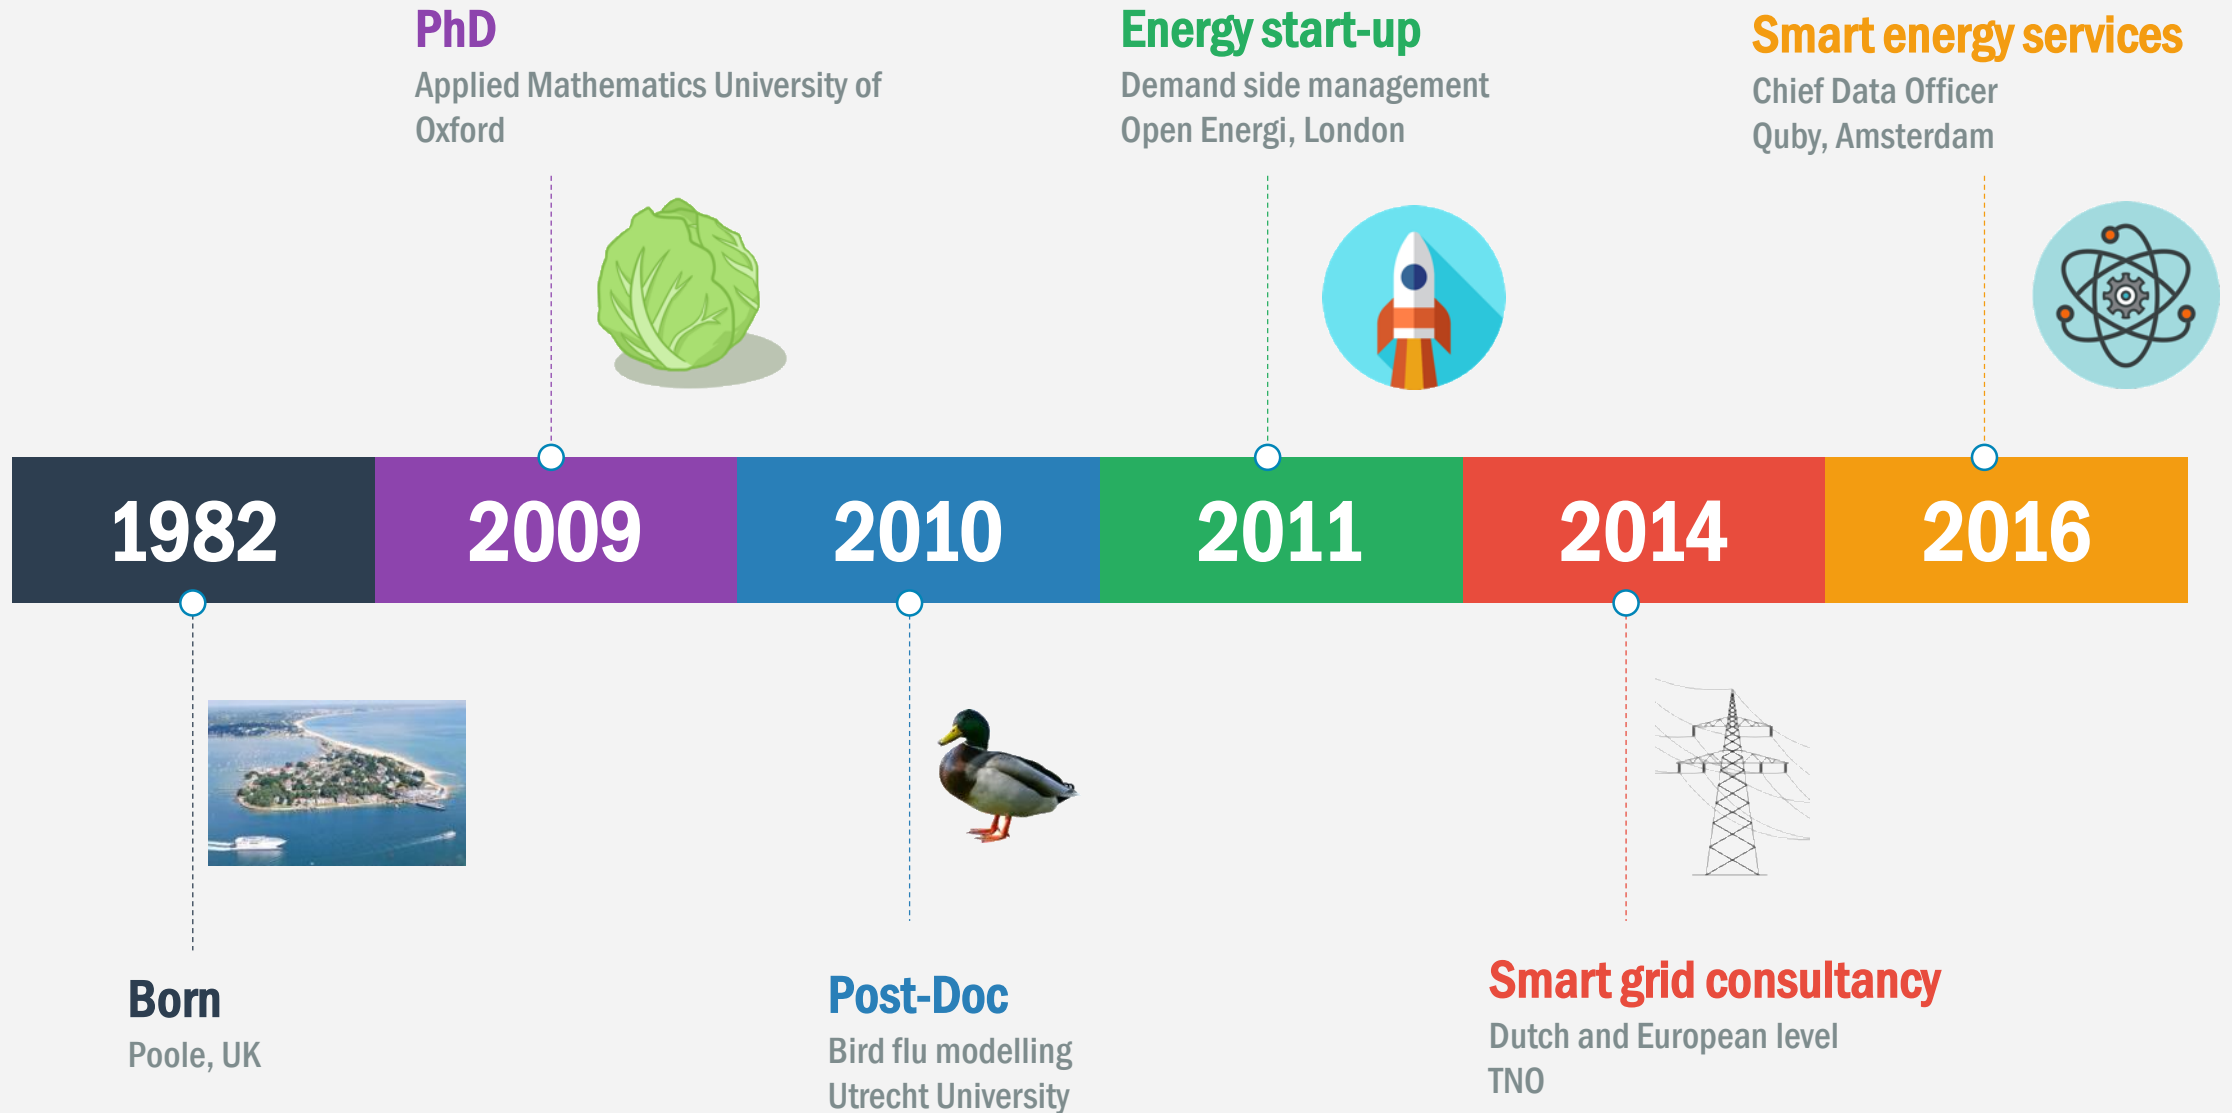 PhD
Applied Mathematics University of
Oxford
Energy start-up
Demand side management
Open Energi, London
Smart energy services
Chief Data Officer
Quby, Amsterdam
1982
2009
2010
2011
2014
2016
Born
Poole, UK
Post-Doc
Bird flu modelling
Utrecht University
Smart grid consultancy
Dutch and European level
TNO